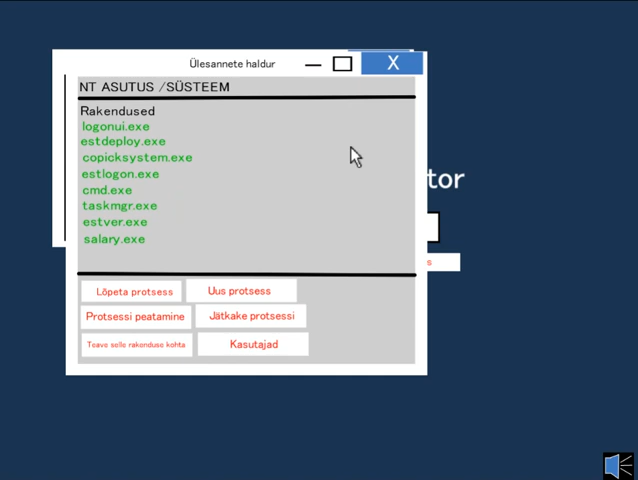 Ülesannete haldur
X
NT ASUTUS /SÜSTEEM
Rakendused
logonui.exe
estdeploy.exe
copicksystem.exe
estlogon.exe
cmd.exe
taskmgr.exe
estver.exe
salary.exe
tor
s
Lõpeta protsess
Uus protsess
Protsessi peatamine
Jätkake protsessi
Teave selle rakenduse kohta
Kasutajad